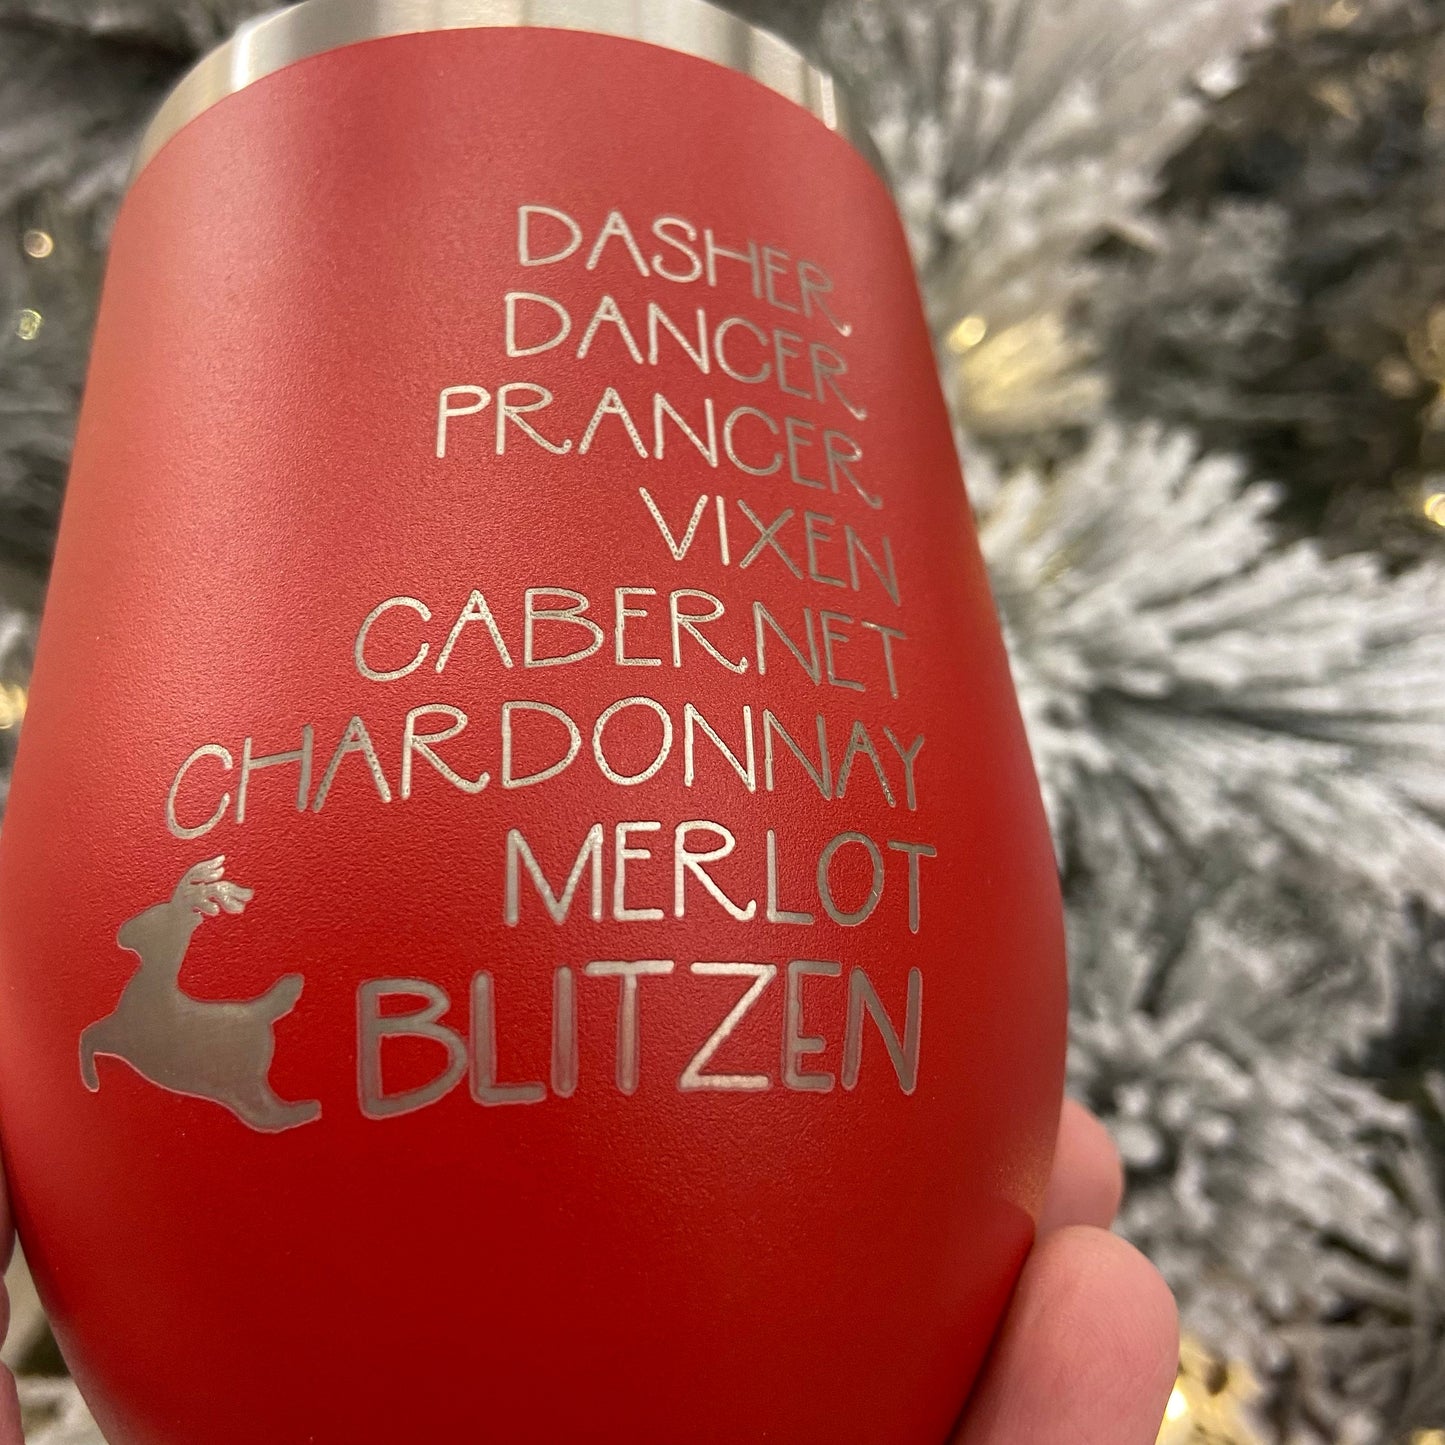 DASHER
DANCER
PRANCER
VIXEN
CABERNET
CHARDONNAY
MERLOT
BLITZEN